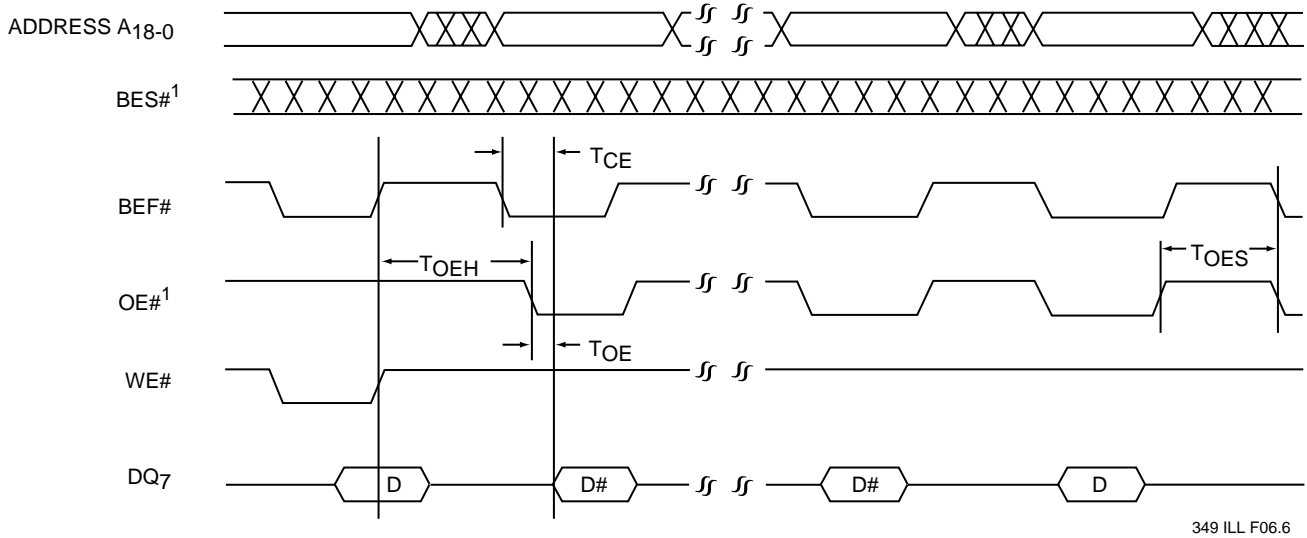 ADDRESS A18-0
BES#1
TCE
BEF#
TOEH
TOES
OE#1
TOE
WE#
DQ7
D
D#
D#
D
349 ILL F06.6